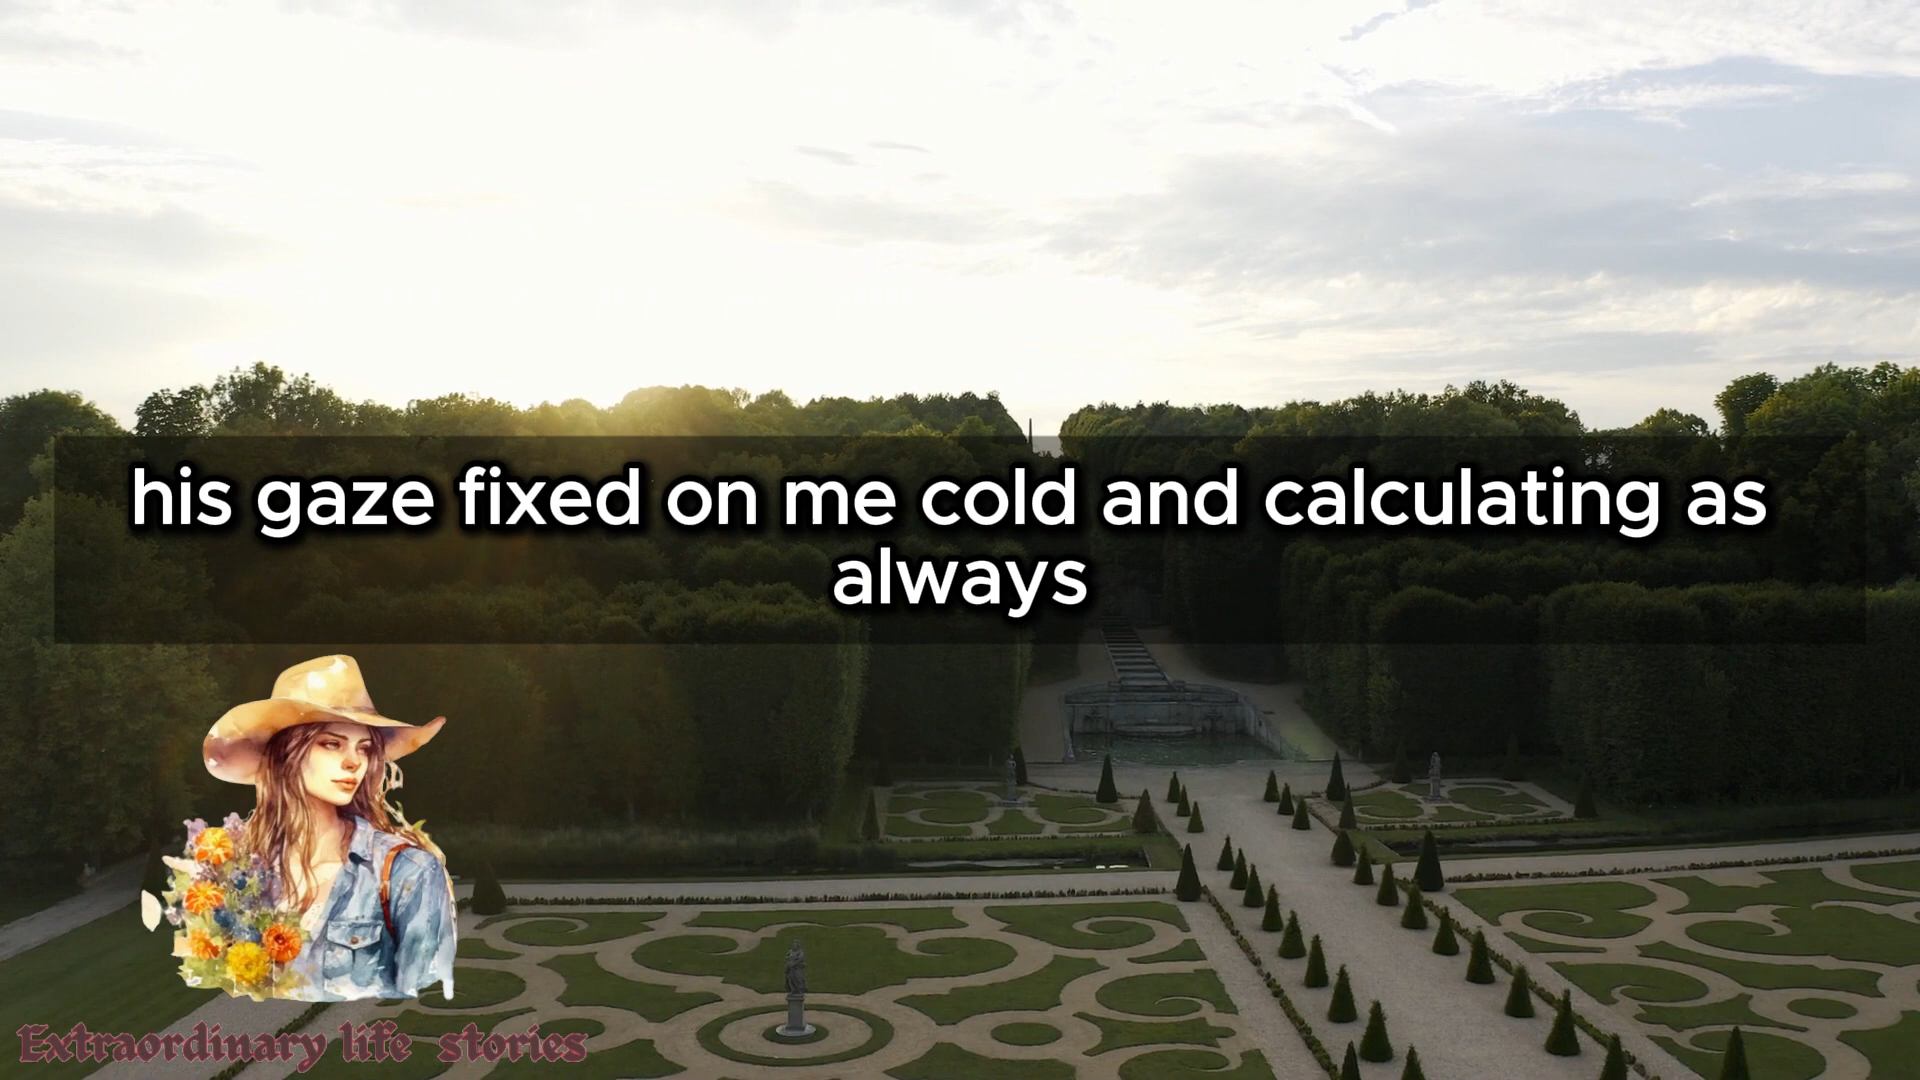 his gaze fixed on me cold and calculating as
always
Extraordinary life stories